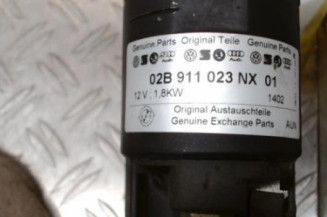 Genuine Parts Original Teile Genuine Parts
02B 911 023 NX 01
12 V . 1,8KW 1402
Original Austauschteile
Genuine Exchange Parts